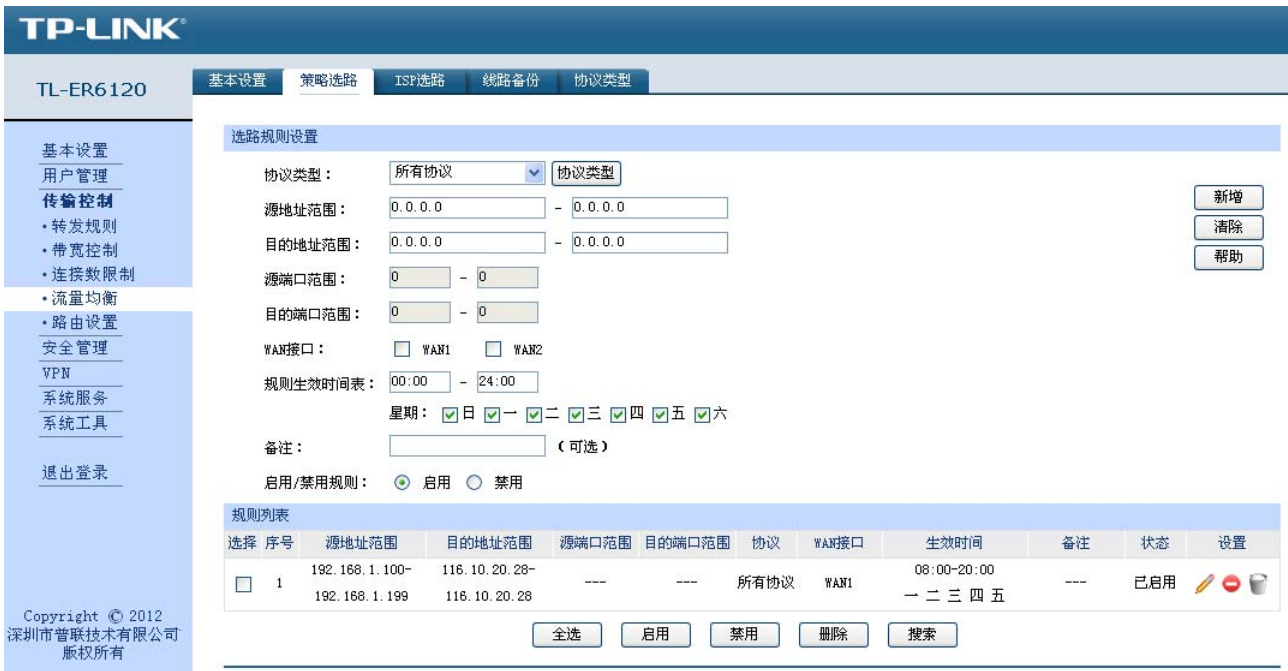 TP-LINK®
TL-ER6120
基本设置 策略选路 ISP选路 线路备份 协议类型
基本设置
用户管理
传输控制
·转发规则
·带宽控制
·连接数限制
·流量均衡
·路由设置
安全管理
VPN
系统服务
系统工具
退出登录
Copyright © 2012
深圳市普联技术有限公司
版权所有
选路规则设置
协议类型： 所有协议 协议类型
源地址范围： 0.0.0.0 - 0.0.0.0
目的地址范围： 0.0.0.0 - 0.0.0.0
源端口范围： 0 - 0
目的端口范围： 0 - 0
WAN接口： WAN1 WAN2
规则生效时间表： 00:00 - 24:00
星期： 日 一 二 三 四 五 六
备注： （可选）
启用/禁用规则： 启用 禁用
新增
清除
帮助
规则列表
选择 序号 源地址范围 目的地址范围 源端口范围 目的端口范围 协议 WAN接口 生效时间 备注 状态 设置
1 192.168.1.100-192.168.1.199 116.10.20.28-116.10.20.28 --- --- 所有协议 WAN1 08:00-20:00 一 二 三 四 五 --- 已启用
全选 启用 禁用 删除 搜索